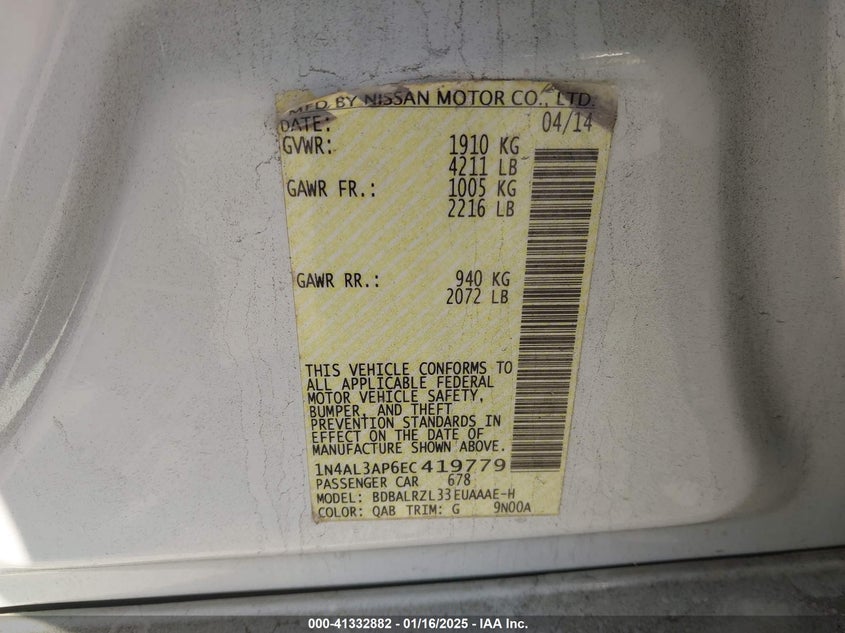 MFD BY NISSAN MOTOR CO., LTD.
DATE: 04/14
GVWR: 1910 KG
4211 LB
GAWR FR.: 1005 KG
2216 LB
GAWR RR.: 940 KG
2072 LB
THIS VEHICLE CONFORMS TO
ALL APPLICABLE FEDERAL
MOTOR VEHICLE SAFETY,
BUMPER, AND THEFT
PREVENTION STANDARDS IN
EFFECT ON THE DATE OF
MANUFACTURE SHOWN ABOVE.
1N4AL3AP6EC419779
PASSENGER CAR 678
MODEL: BDBALRZL33EUAAAE-H
COLOR: QAB TRIM: G 9N00A
000-41332882 - 01/16/2025 - IAA Inc.